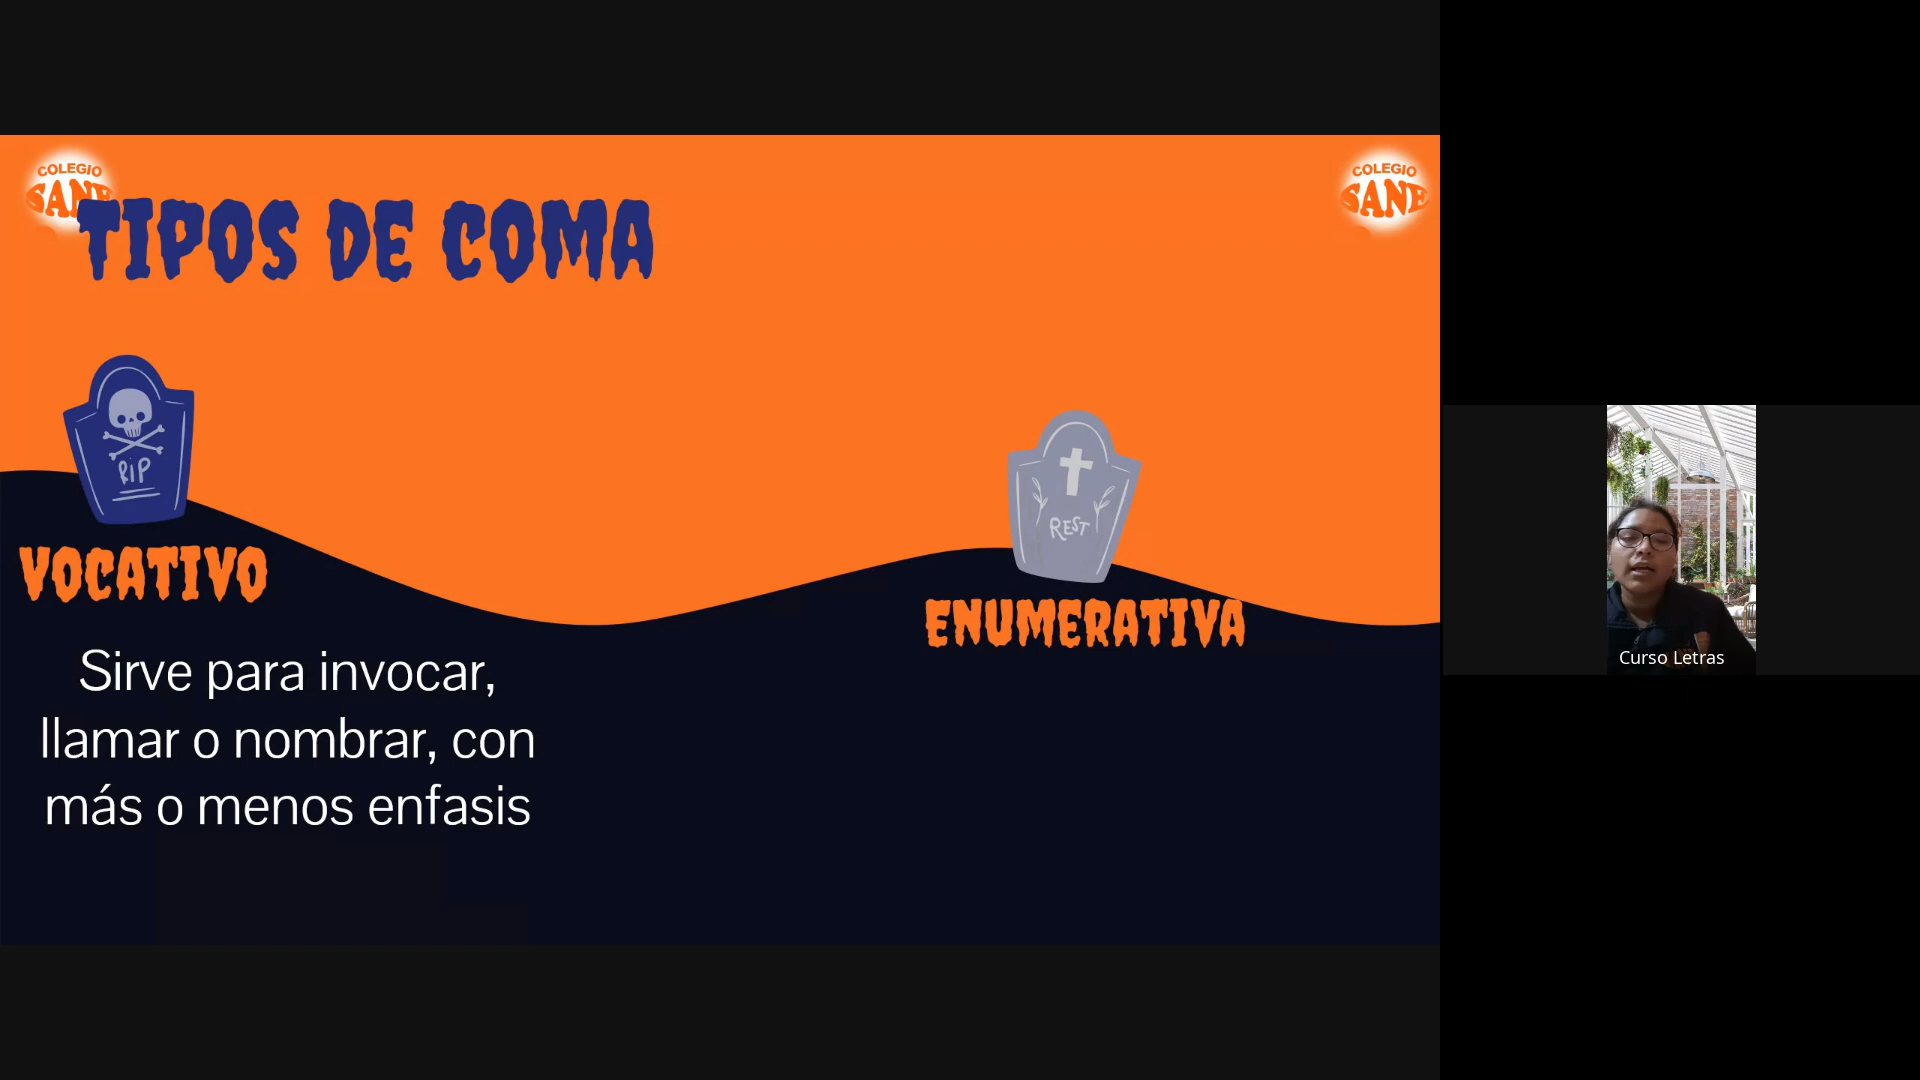 COLEGIO
SANE
COLEGIO
SANE
TIPOS DE COMA
RIP
REST
VOCATIVO
ENUMERATIVA
Sirve para invocar,
llamar o nombrar, con
más o menos enfasis
Curso Letras